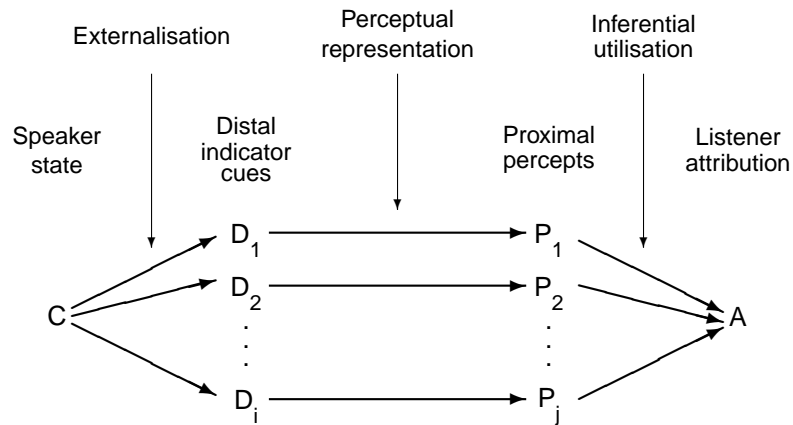 Externalisation
Perceptual
representation
Inferential
utilisation
Speaker
state
Distal
indicator
cues
Proximal
percepts
Listener
attribution
D1 P1
D2 P2
C A
. .
. .
. .
Di Pj